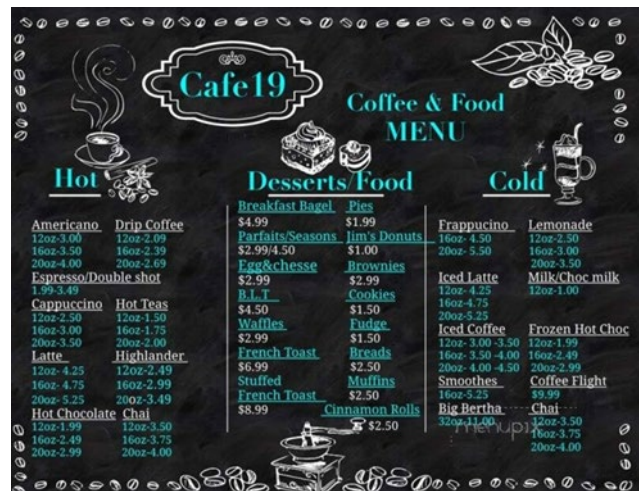 Cafe19
Coffee & Food
MENU
Hot
Americano Drip Coffee
12oz-3.00 12oz-2.09
16oz-3.50 16oz-2.39
20oz-4.00 20oz-2.69
Espresso/Double shot
1.99-3.49
Cappuccino Hot Teas
12oz-2.50 12oz-1.50
16oz-3.00 16oz-1.75
20oz-3.50 20oz-2.00
Latte Highlander
12oz- 4.25 12oz-2.49
16oz- 4.75 16oz-2.99
20oz- 5.25 20oz-3.49
Hot Chocolate Chai
12oz-1.99 12oz-3.50
16oz-2.49 16oz-3.75
20oz-2.99 20oz-4.00
Desserts/Food
Breakfast Bagel Pies
$4.99 $1.99
Parfaits/Seasons Jim's Donuts
$2.99/4.50 $1.00
Egg&chesse Brownies
$2.99 $2.99
B.L.T Cookies
$4.50 $1.50
Waffles Fudge
$2.99 $1.50
French Toast Breads
$6.99 $2.50
Stuffed Muffins
French Toast $2.50
$8.99 Cinnamon Rolls
$2.50
Cold
Frappucino Lemonade
16oz- 4.50 12oz-2.50
20oz- 5.50 16oz-3.00
20oz-3.50
Iced Latte Milk/Choc milk
12oz- 4.25 12oz-1.00
16oz-4.75
20oz-5.25
Iced Coffee Frozen Hot Choc
12oz- 3.00 -3.50 12oz-1.99
16oz- 3.50 -4.00 16oz-2.49
20oz- 4.00 -4.50 20oz-2.99
Smoothes Coffee Flight
16oz-5.25 $9.99
Big Bertha Chai
32oz-11.00 12oz-3.50
16oz-3.75
20oz-4.00
menupix